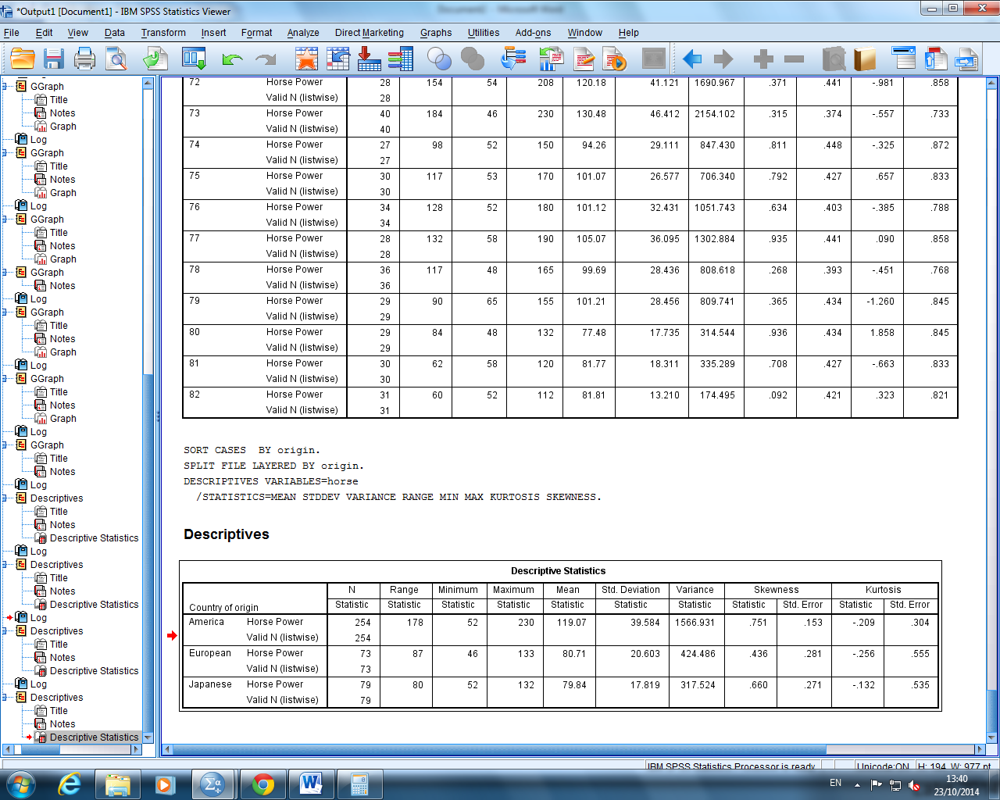 *Output1 [Document1] - IBM SPSS Statistics Viewer
File Edit View Data Transform Insert Format Analyze Direct Marketing Graphs Utilities Add-ons Window Help
GGraph
Title
Notes
Graph
Log
GGraph
Title
Notes
Graph
Log
GGraph
Title
Notes
Graph
GGraph
Notes
Log
GGraph
Title
Notes
Graph
Log
GGraph
Title
Notes
Graph
Log
GGraph
Title
Notes
Log
Descriptives
Title
Notes
Descriptive Statistics
Log
Descriptives
Title
Notes
Descriptive Statistics
Log
Descriptives
Title
Notes
Descriptive Statistics
Log
Descriptives
Title
Notes
Descriptive Statistics
72 Horse Power 28 154 54 208 120.18 41.121 1690.967 .371 .441 -.981 .858
Valid N (listwise) 28
73 Horse Power 40 184 46 230 130.48 46.412 2154.102 .315 .374 -.557 .733
Valid N (listwise) 40
74 Horse Power 27 98 52 150 94.26 29.111 847.430 .811 .448 -.325 .872
Valid N (listwise) 27
75 Horse Power 30 117 53 170 101.07 26.577 706.340 .792 .427 .657 .833
Valid N (listwise) 30
76 Horse Power 34 128 52 180 101.12 32.431 1051.743 .634 .403 -.385 .788
Valid N (listwise) 34
77 Horse Power 28 132 58 190 105.07 36.095 1302.884 .935 .441 .090 .858
Valid N (listwise) 28
78 Horse Power 36 117 48 165 99.69 28.436 808.618 .268 .393 -.451 .768
Valid N (listwise) 36
79 Horse Power 29 90 65 155 101.21 28.456 809.741 .365 .434 -1.260 .845
Valid N (listwise) 29
80 Horse Power 29 84 48 132 77.48 17.735 314.544 .936 .434 1.858 .845
Valid N (listwise) 29
81 Horse Power 30 62 58 120 81.77 18.311 335.289 .708 .427 -.663 .833
Valid N (listwise) 30
82 Horse Power 31 60 52 112 81.81 13.210 174.495 .092 .421 .323 .821
Valid N (listwise) 31
SORT CASES  BY origin.
SPLIT FILE LAYERED BY origin.
DESCRIPTIVES VARIABLES=horse
/STATISTICS=MEAN STDDEV VARIANCE RANGE MIN MAX KURTOSIS SKEWNESS.
Descriptives
Descriptive Statistics
N Range Minimum Maximum Mean Std. Deviation Variance Skewness Kurtosis
Country of origin Statistic Statistic Statistic Statistic Statistic Statistic Statistic Statistic Std. Error Statistic Std. Error
America Horse Power 254 178 52 230 119.07 39.584 1566.931 .751 .153 -.209 .304
Valid N (listwise) 254
European Horse Power 73 87 46 133 80.71 20.603 424.486 .436 .281 -.256 .555
Valid N (listwise) 73
Japanese Horse Power 79 80 52 132 79.84 17.819 317.524 .660 .271 -.132 .535
Valid N (listwise) 79
IBM SPSS Statistics Processor is ready Unicode:ON H: 194, W: 977 pt
EN 13:40
23/10/2014